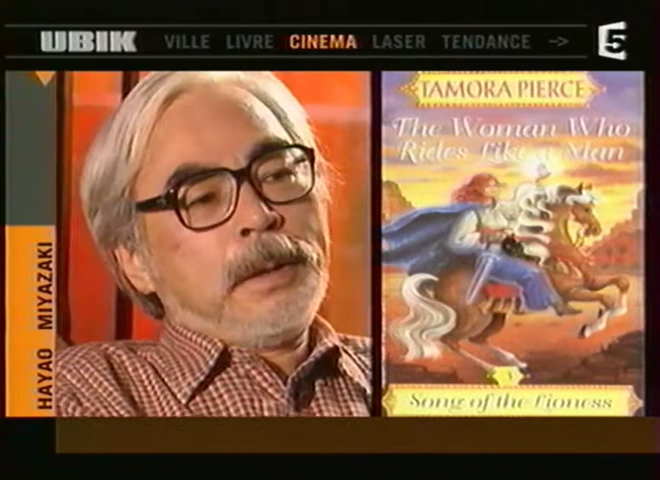 UBIK VILLE LIVRE CINEMA LASER TENDANCE -> 5
HAYAO MIYAZAKI
TAMORA PIERCE
The Woman Who
Rides Like a Man
3
Song of the Lioness